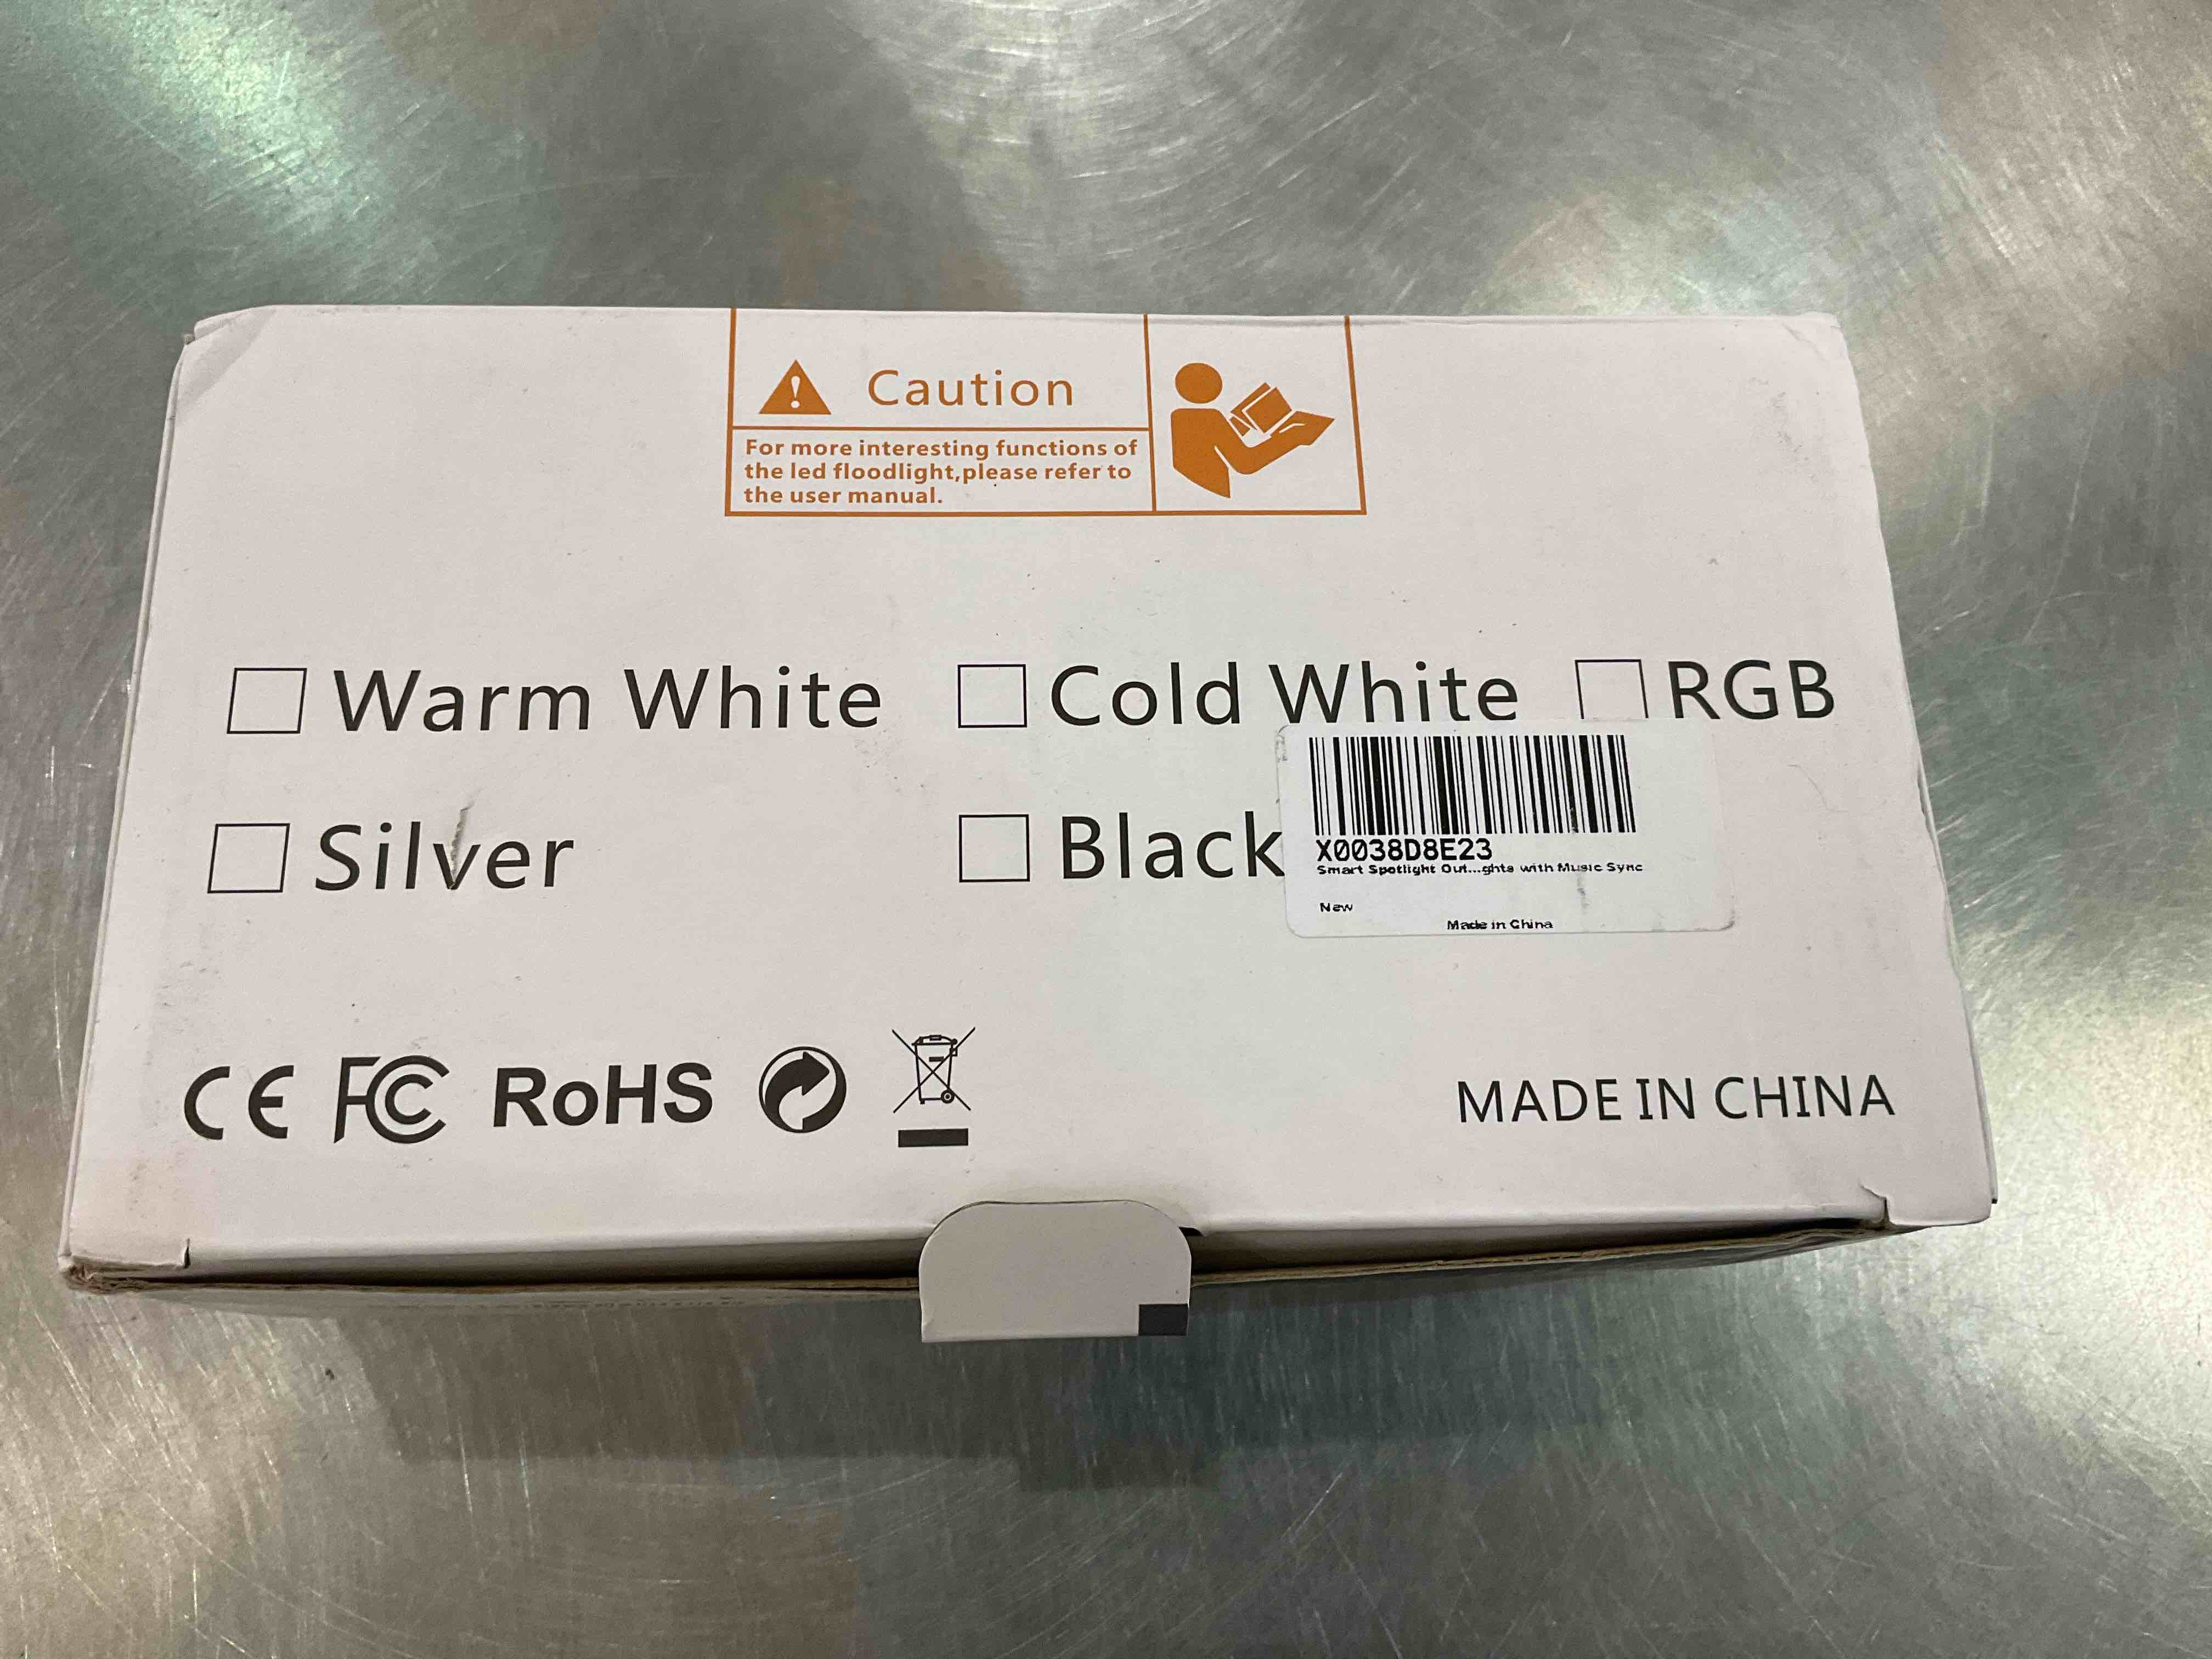 Caution
For more interesting functions of
the led floodlight,please refer to
the user manual.
Warm White Cold White RGB
Silver Black
X0038D8E23
Smart Spotlight Out...ghts with Music Sync
New
Made in China
CE FC RoHS
MADE IN CHINA